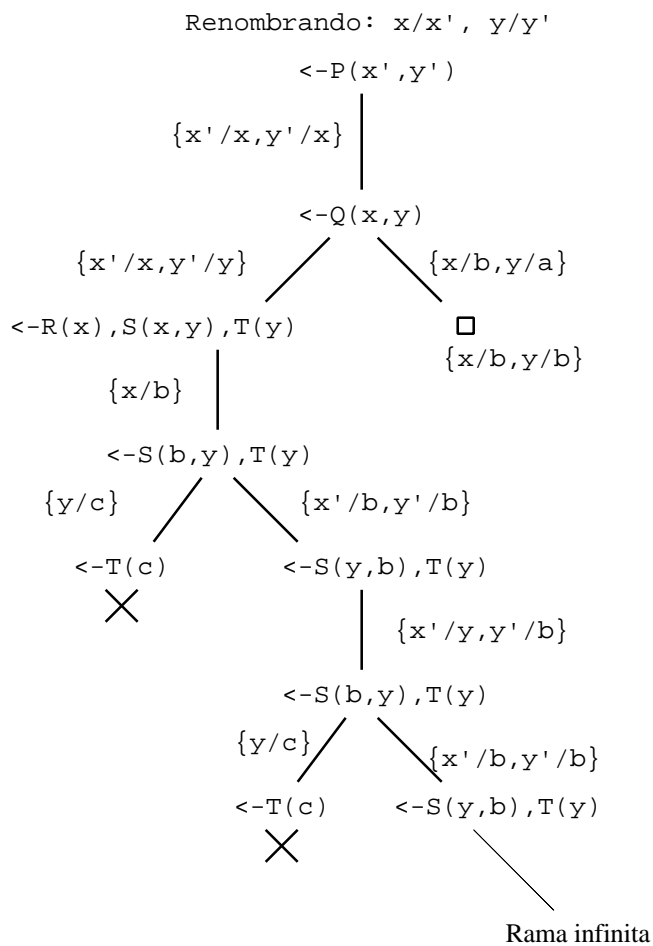 Renombrando: x/x', y/y'
<-P(x',y')
{x'/x,y'/x}
<-Q(x,y)
{x'/x,y'/y}
{x/b,y/a}
<-R(x),S(x,y),T(y)
{x/b,y/b}
{x/b}
<-S(b,y),T(y)
{y/c}
{x'/b,y'/b}
<-T(c)
<-S(y,b),T(y)
{x'/y,y'/b}
<-S(b,y),T(y)
{y/c}
{x'/b,y'/b}
<-T(c)
<-S(y,b),T(y)
Rama infinita